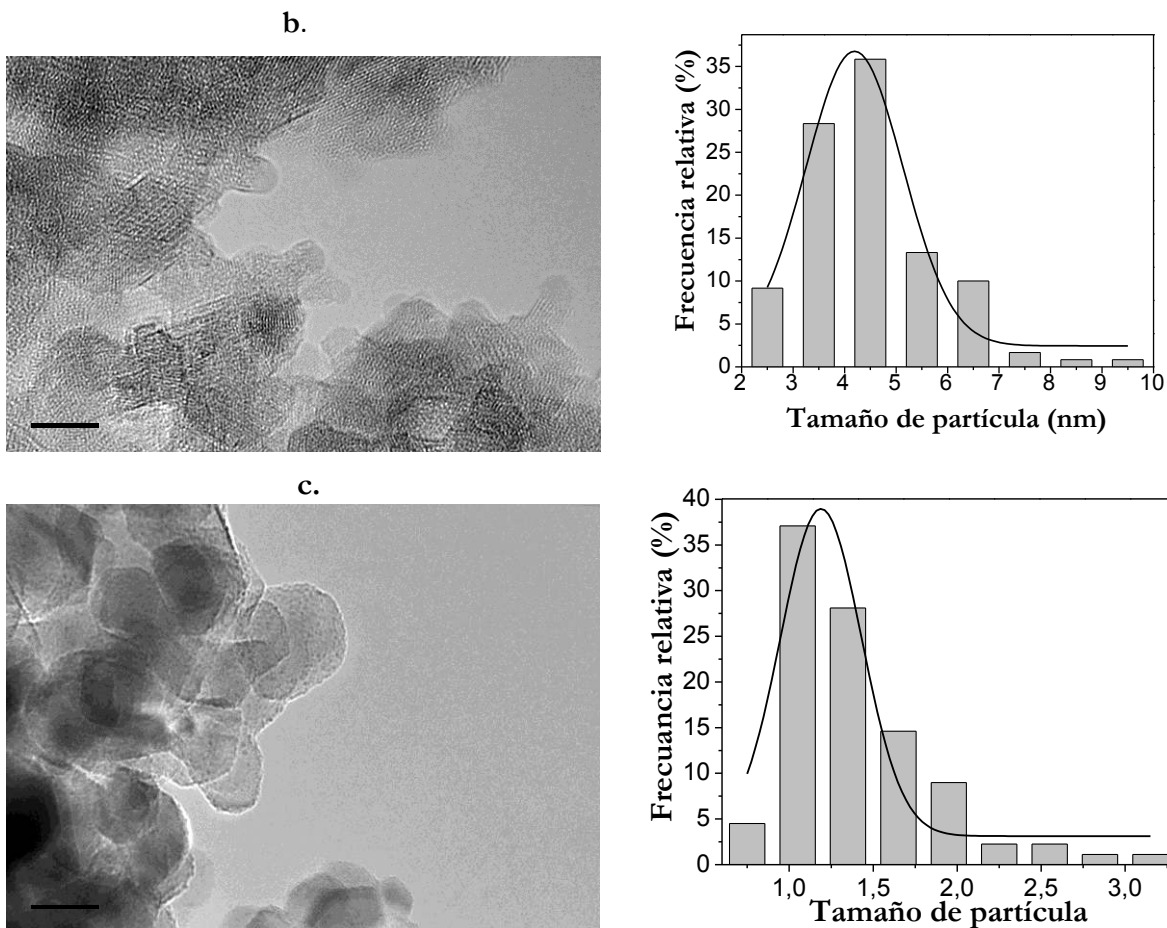 b.
Frecuencia relativa (%)
35
30
25
20
15
10
5
0
2 3 4 5 6 7 8 9 10
Tamaño de partícula (nm)
c.
Frecuancia relativa (%)
40
35
30
25
20
15
10
5
0
1,0 1,5 2,0 2,5 3,0
Tamaño de partícula